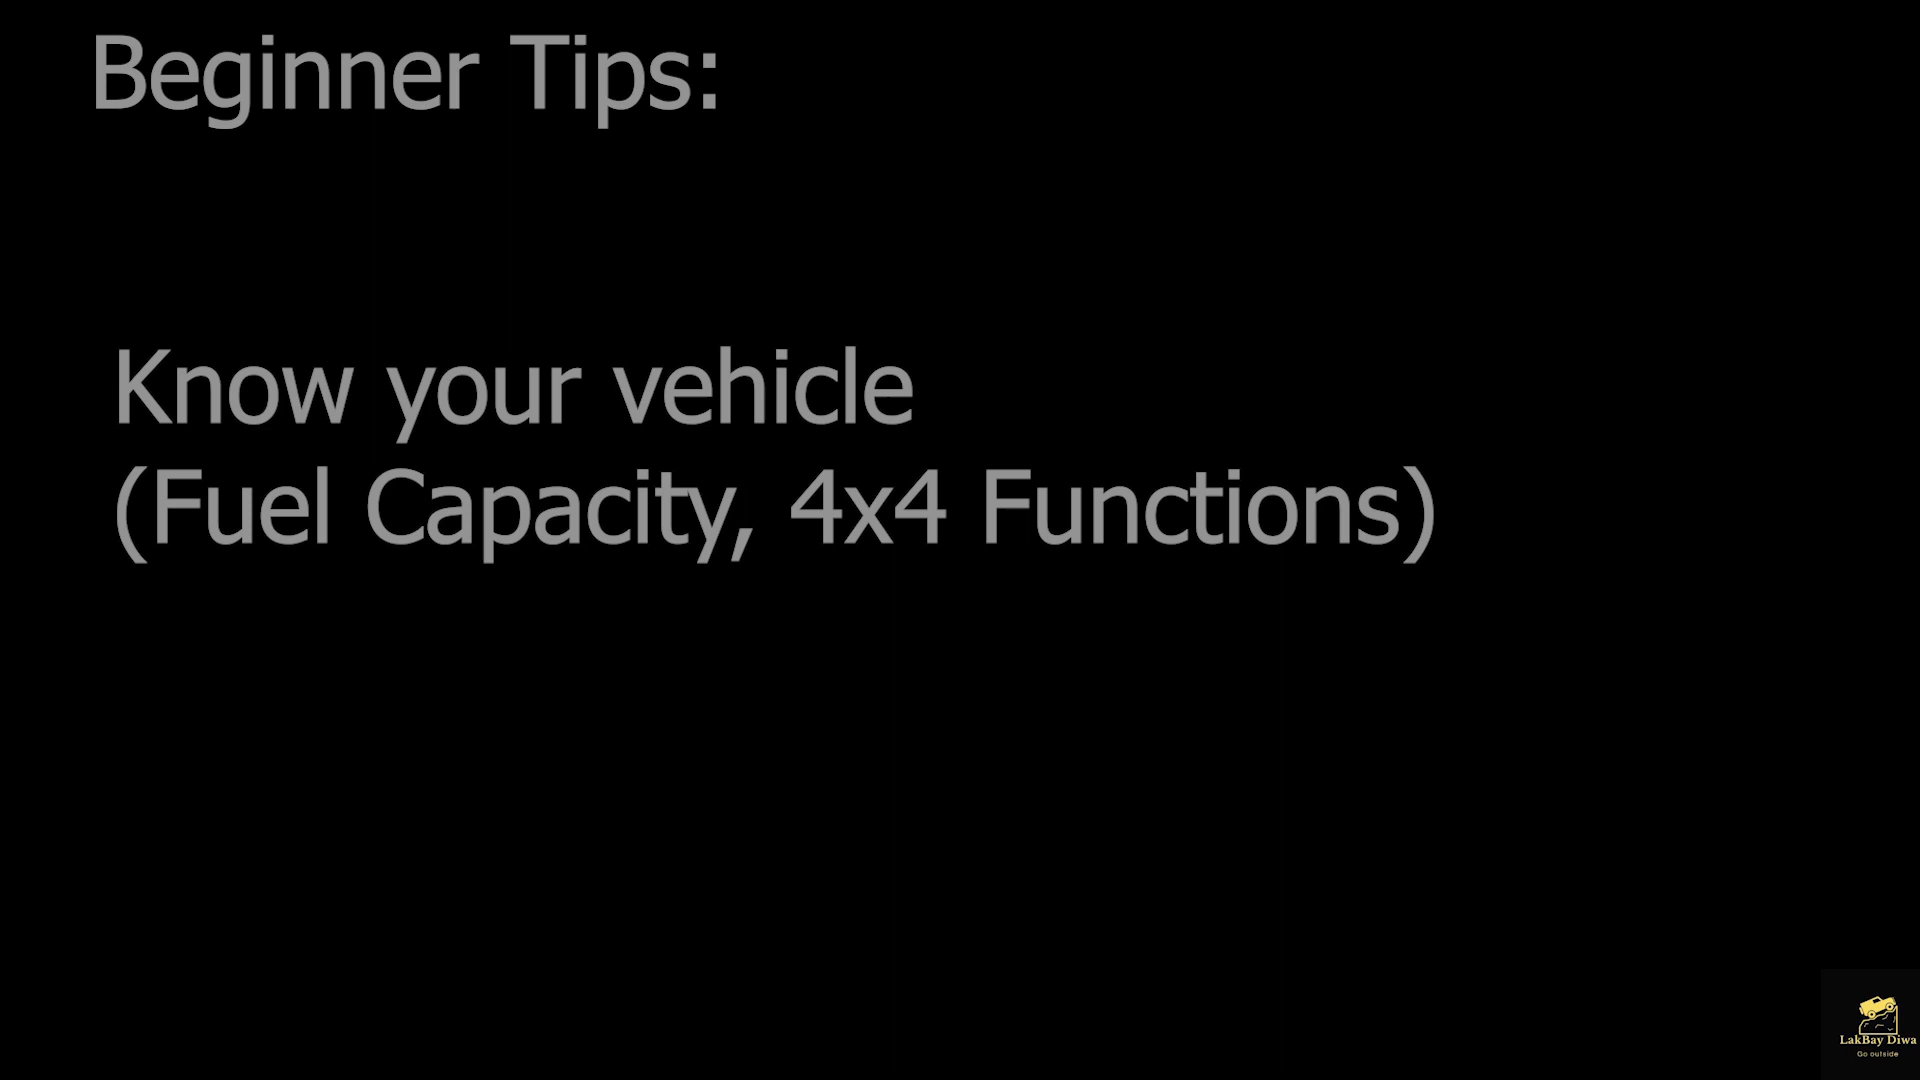 Beginner Tips:
Know your vehicle
(Fuel Capacity, 4x4 Functions)
LakBay Diwa
Go outside